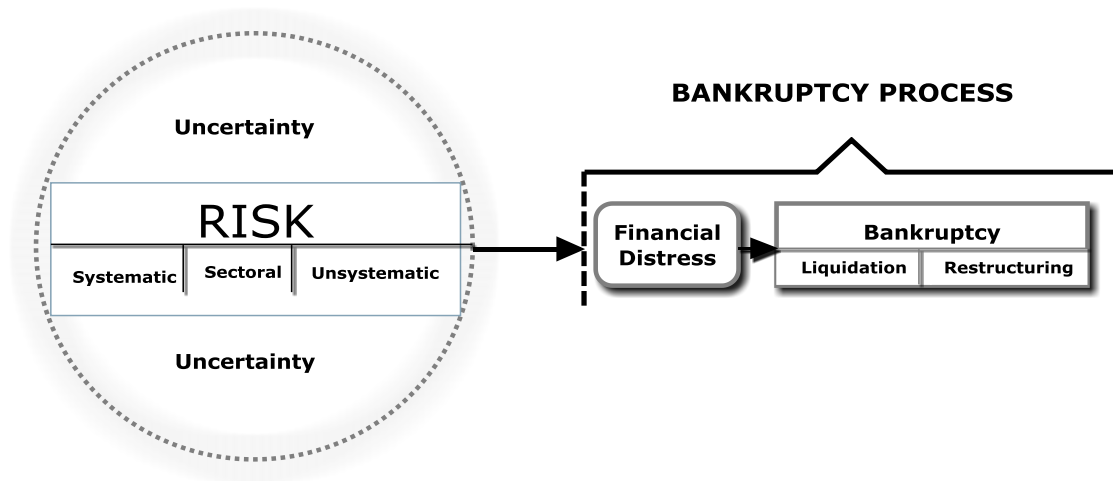 Uncertainty
RISK
Systematic
Sectoral
Unsystematic
Uncertainty
BANKRUPTCY PROCESS
Financial
Distress
Bankruptcy
Liquidation
Restructuring